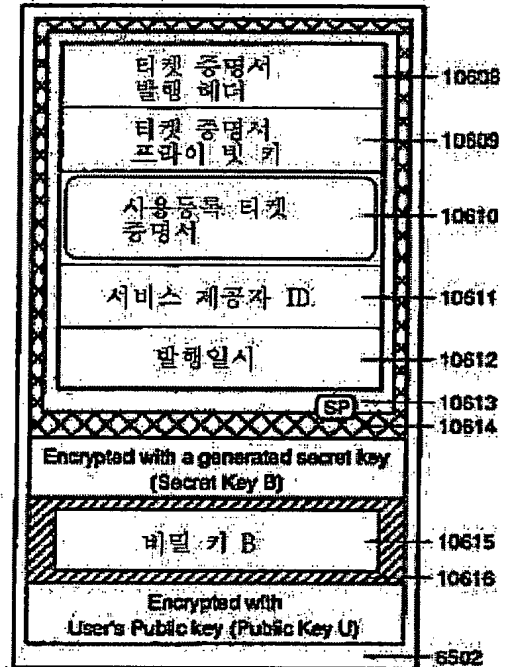 티켓 증명서
발행 헤더
10608
티켓 증명서
프라이빗 키
10609
사용등록 티켓
증명서
10610
서비스 제공자 ID
10611
발행일시
10612
SP
10613
10614
Encrypted with a generated secret key
(Secret Key B)
비밀 키 B
10615
10616
Encrypted with
User's Public key (Public Key U)
6502